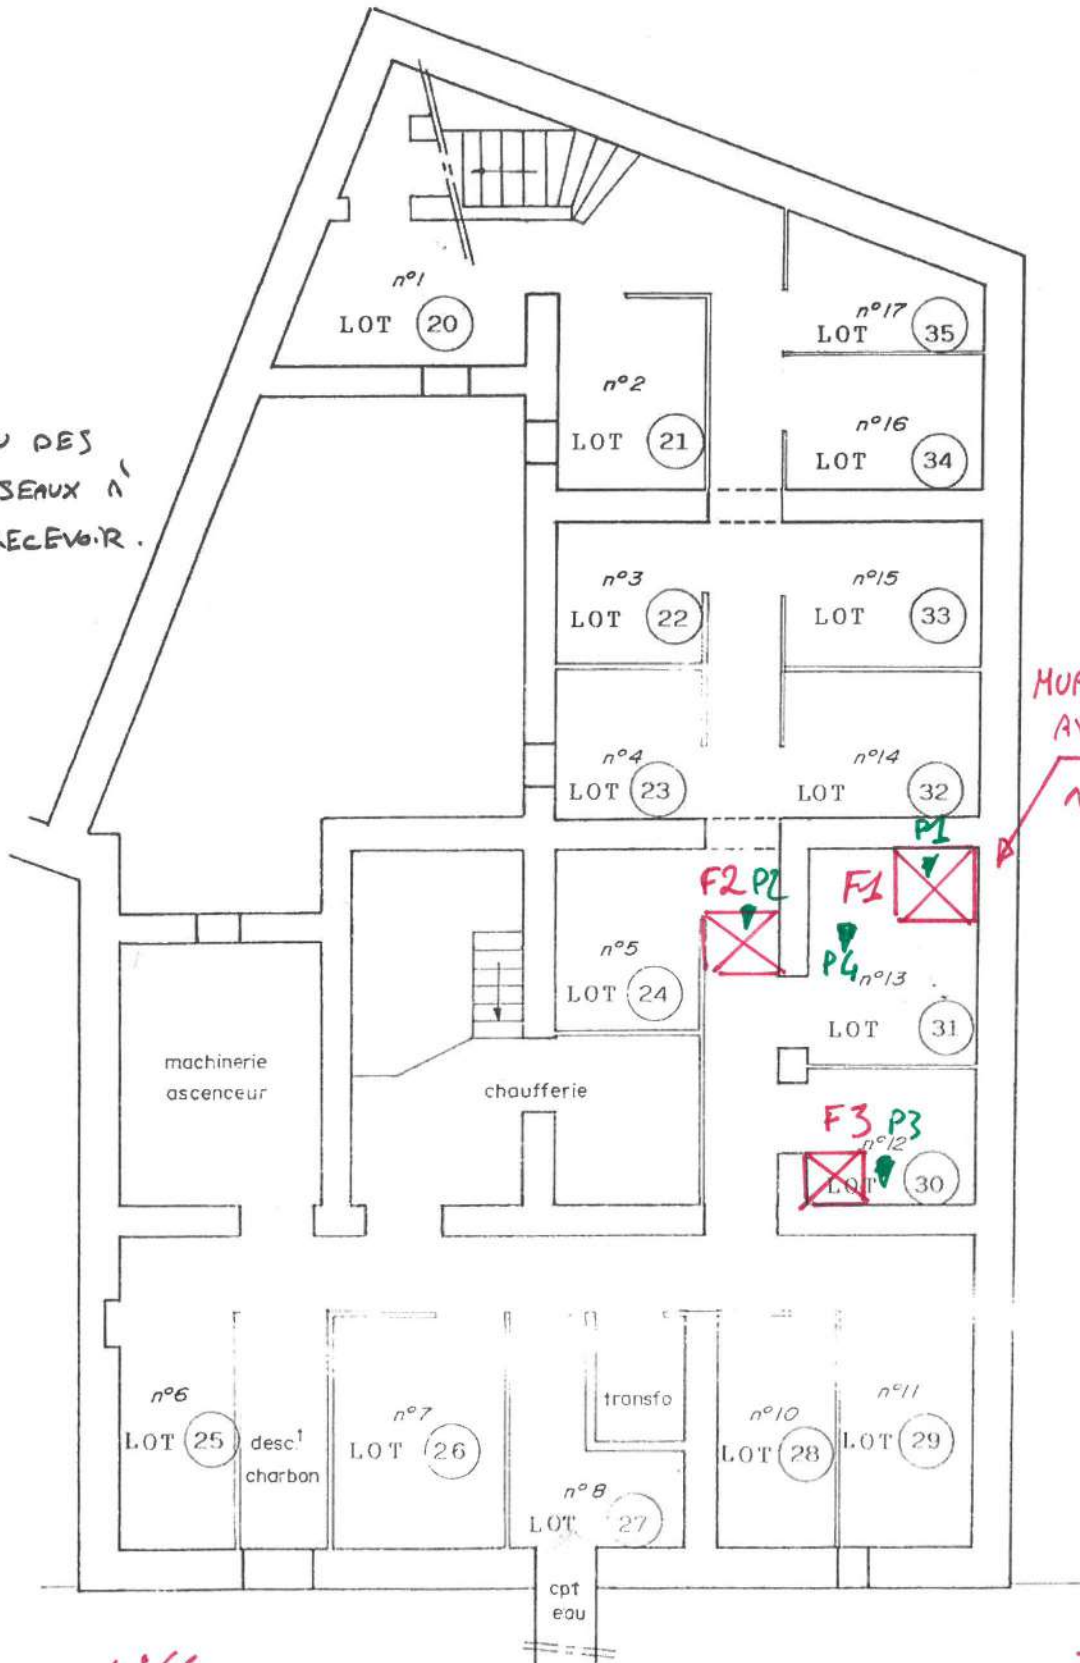 n°1
LOT 20
n°17
LOT 35
n°2
LOT 21
n°16
LOT 34
DES
SEAUX
RECEVOIR.
n°3
LOT 22
n°15
LOT 33
n°4
LOT 23
n°14
LOT 32
MUR
P1
F2 P2
F1
P4
n°5
LOT 24
n°13
LOT 31
machinerie
ascenceur
chaufferie
F3 P3
n°12
LOT 30
n°6
LOT 25
desc.t
charbon
n°7
LOT 26
transfo
n°8
LOT 27
n°10
LOT 28
n°11
LOT 29
cpt
eau